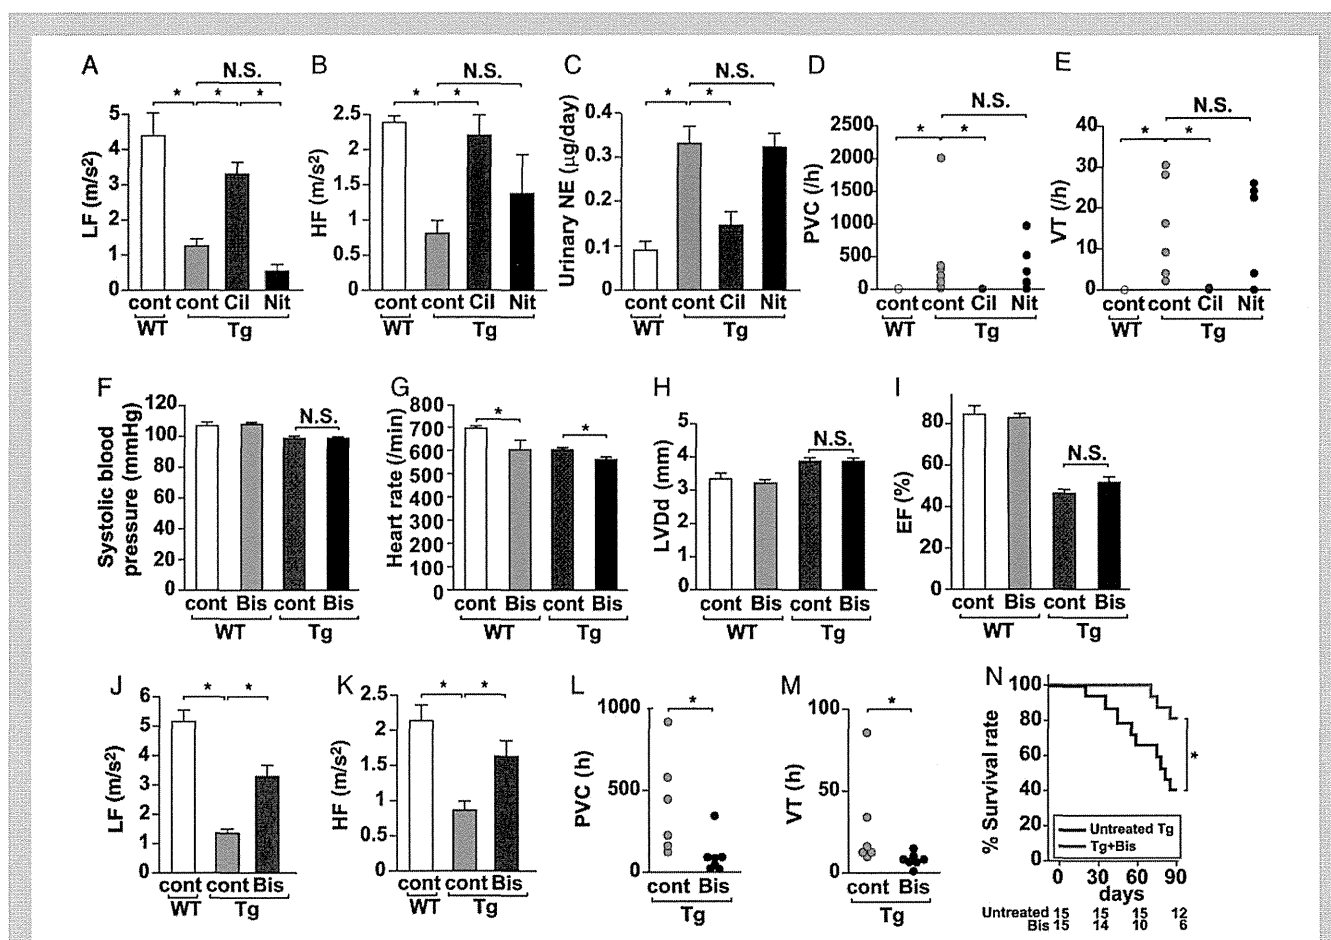 A
N.S.
* * *
LF (m/s²)
5
4
3
2
1
0
cont cont Cil Nit
WT Tg
B
N.S.
* *
HF (m/s²)
2.5
2
1.5
1
0.5
0
cont cont Cil Nit
WT Tg
C
N.S.
* *
Urinary NE (μg/day)
0.4
0.3
0.2
0.1
0
cont cont Cil Nit
WT Tg
D
N.S.
* *
PVC (/h)
2500
2000
1500
1000
500
0
cont cont Cil Nit
WT Tg
E
N.S.
* *
VT (/h)
40
30
20
10
0
cont cont Cil Nit
WT Tg
F
N.S.
Systolic blood
pressure (mmHg)
120
100
80
60
40
20
0
cont Bis cont Bis
WT Tg
G
* *
Heart rate (/min)
800
700
600
500
400
300
200
100
0
cont Bis cont Bis
WT Tg
H
N.S.
LVDd (mm)
5
4
3
2
1
0
cont Bis cont Bis
WT Tg
I
N.S.
EF (%)
80
60
40
20
0
cont Bis cont Bis
WT Tg
J
* *
LF (m/s²)
6
5
4
3
2
1
0
cont cont Bis
WT Tg
K
* *
HF (m/s²)
2.5
2
1.5
1
0.5
0
cont cont Bis
WT Tg
L
*
PVC (h)
1000
500
0
cont Bis
Tg
M
*
VT (h)
100
50
0
cont Bis
Tg
N
% Survival rate
100
80
60
40
20
0
*
Untreated Tg
Tg+Bis
0 30 60 90
days
Untreated 15 15 15 12
Bis 15 14 10 6